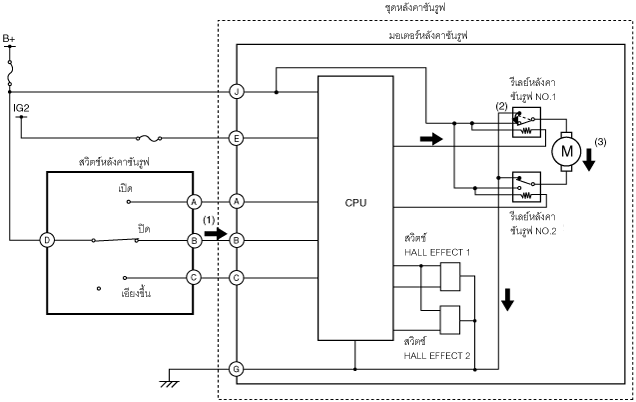 ชุดหลังคาซันรูฟ
มอเตอร์หลังคาซันรูฟ
B+
J
รีเลย์หลังคา
ซันรูฟ NO.1
(2)
IG2
E
M
(3)
สวิตช์หลังคาซันรูฟ
เปิด
A
A
CPU
(1)
ปิด
D
B
B
รีเลย์หลังคา
ซันรูฟ NO.2
สวิตช์
HALL EFFECT 1
C
C
เอียงขึ้น
สวิตช์
HALL EFFECT 2
G